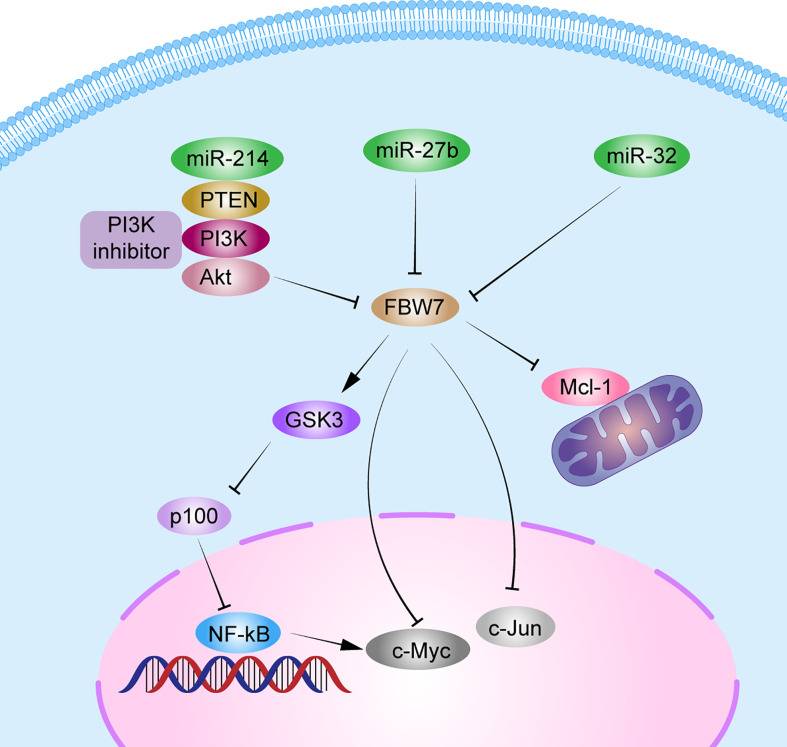 miR-214
miR-27b
miR-32
PTEN
PI3K
inhibitor
PI3K
Akt
FBW7
Mcl-1
GSK3
p100
NF-kB
c-Myc
c-Jun